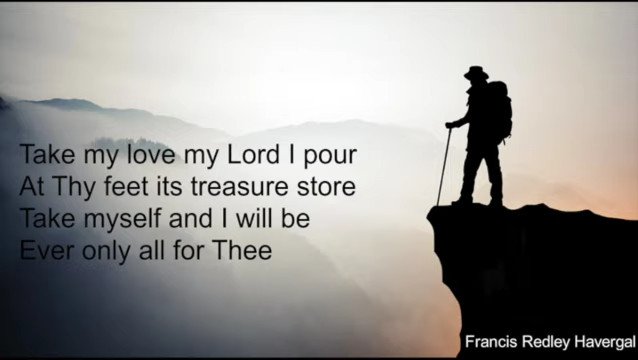 Take my love my Lord I pour
At Thy feet its treasure store
Take myself and I will be
Ever only all for Thee
Francis Redley Havergal